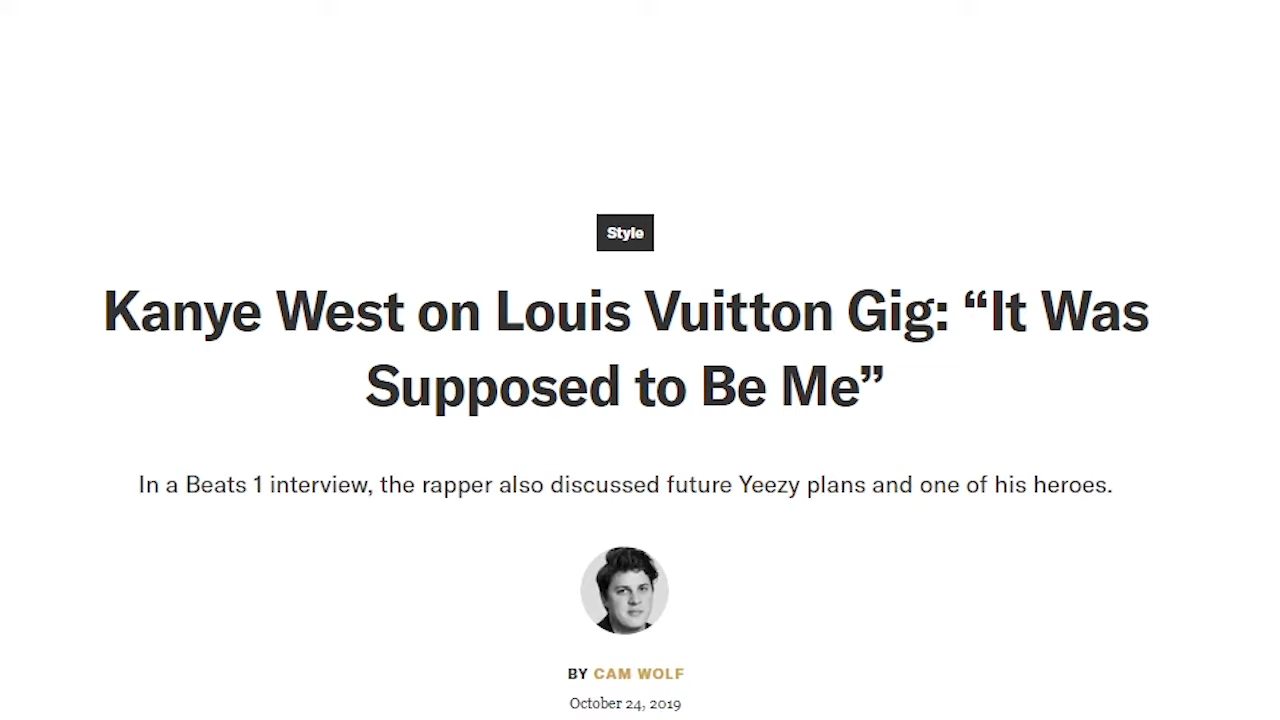 Style
Kanye West on Louis Vuitton Gig: “It Was
Supposed to Be Me”
In a Beats 1 interview, the rapper also discussed future Yeezy plans and one of his heroes.
BY CAM WOLF
October 24, 2019